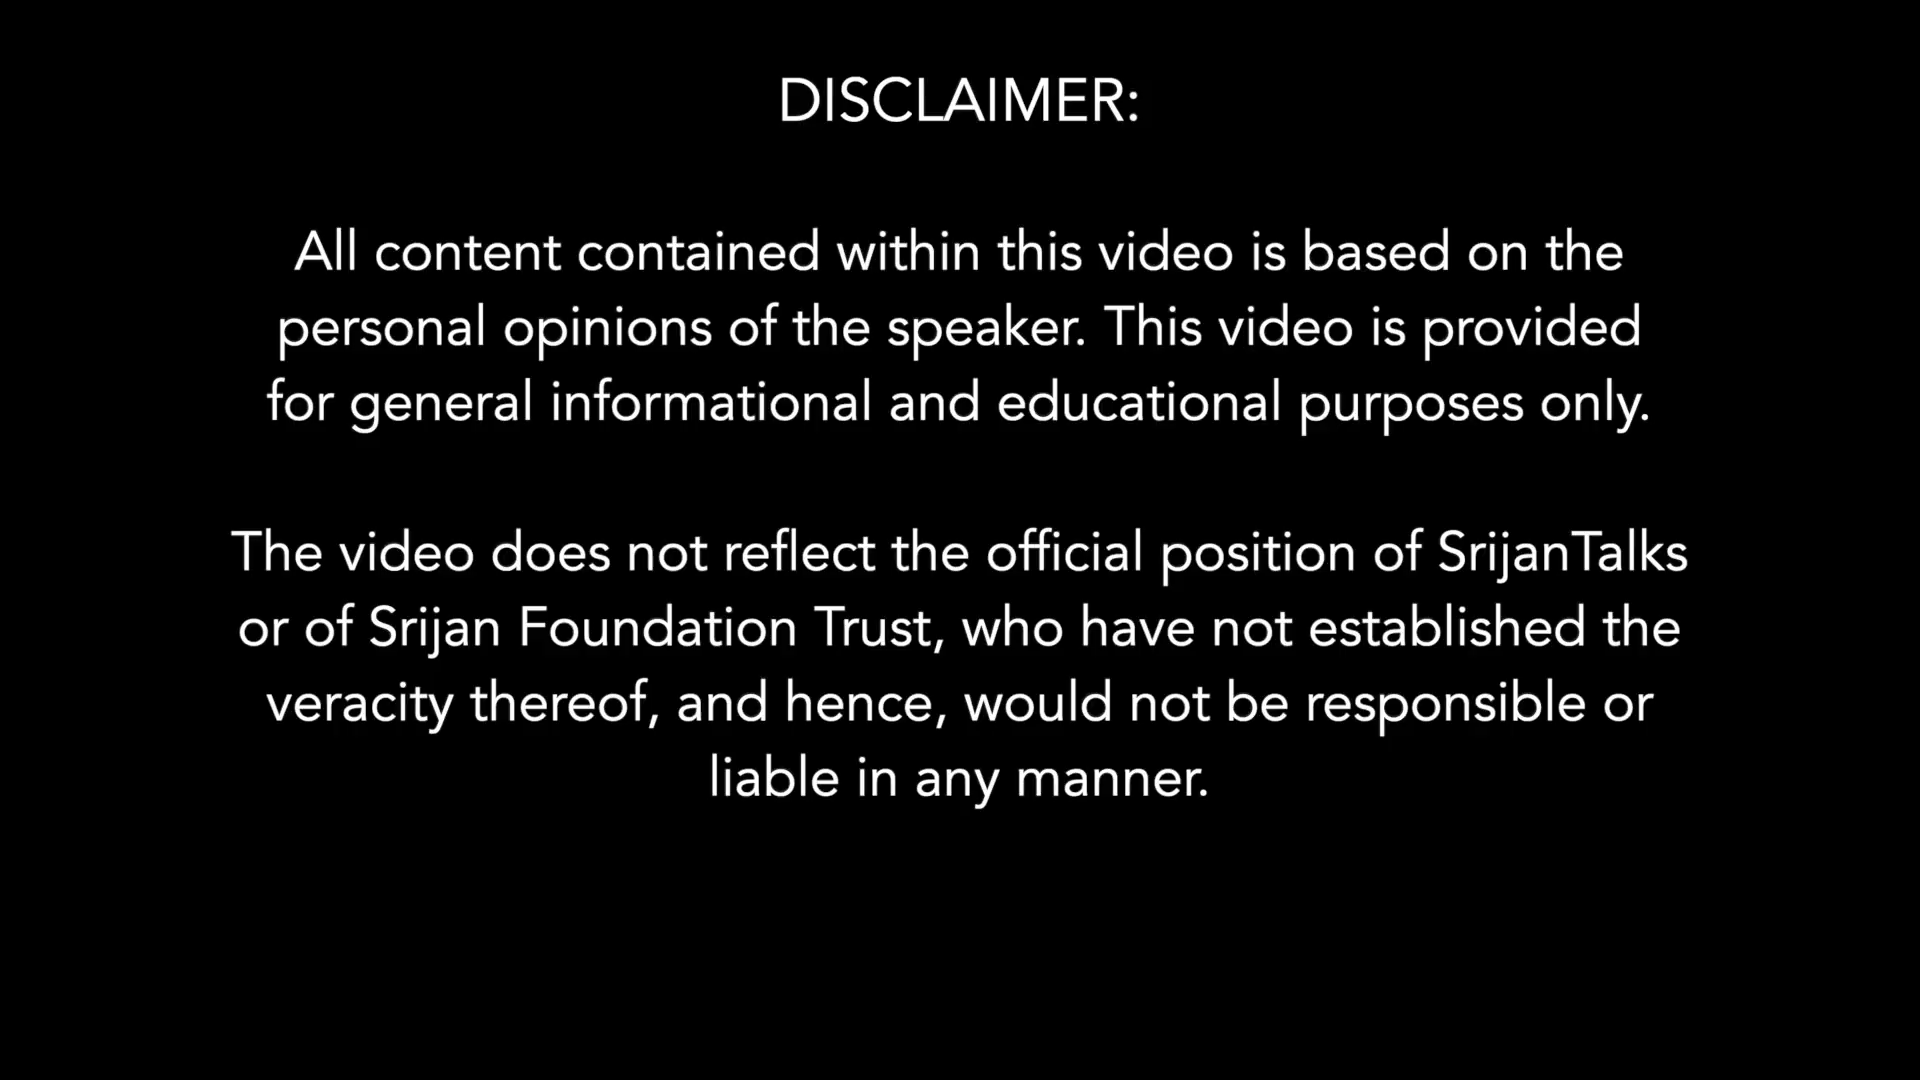 DISCLAIMER:
All content contained within this video is based on the
personal opinions of the speaker. This video is provided
for general informational and educational purposes only.
The video does not reflect the official position of SrijanTalks
or of Srijan Foundation Trust, who have not established the
veracity thereof, and hence, would not be responsible or
liable in any manner.